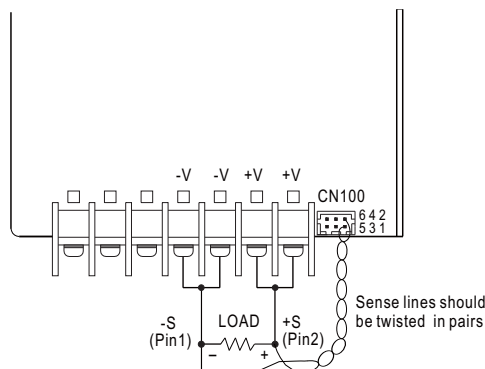 -V -V +V +V
CN100
6 4 2
5 3 1
-S
(Pin1)
LOAD
+S
(Pin2)
– +
Sense lines should
be twisted in pairs